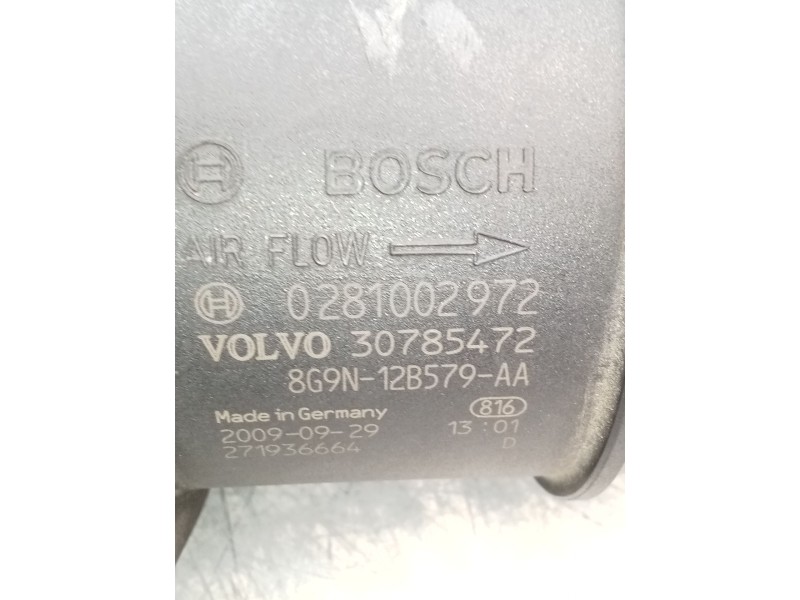 BOSCH
AIR FLOW
0281002972
VOLVO 30785472
8G9N-12B579-AA
Made in Germany 816
2009-09-29 13:01
271936664 D